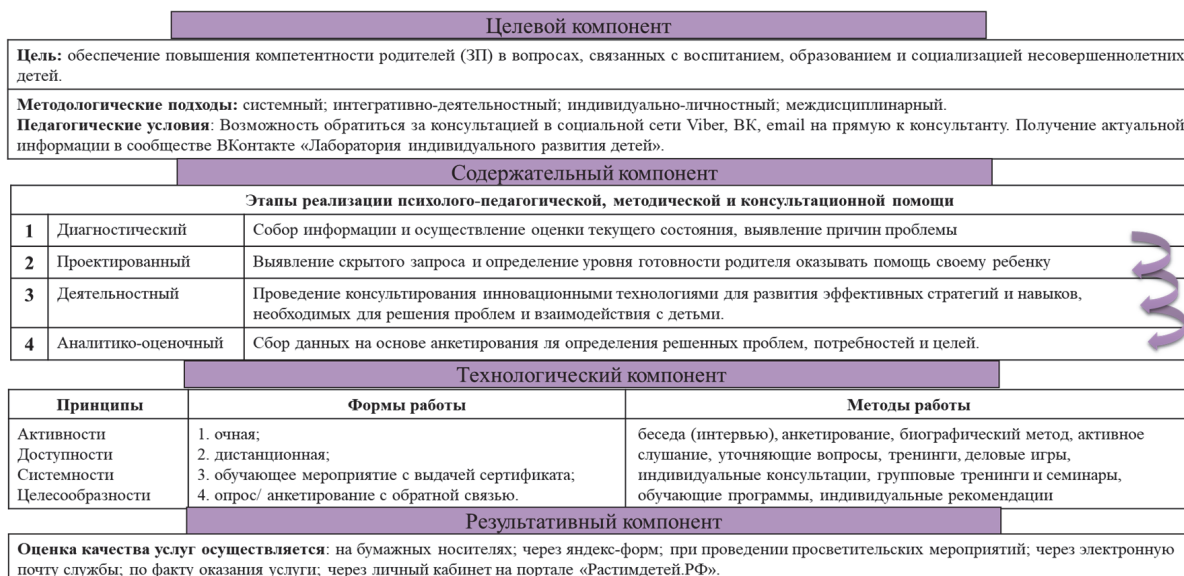 Целевой компонент
Цель: обеспечение повышения компетентности родителей (ЗП) в вопросах, связанных с воспитанием, образованием и социализацией несовершеннолетних
детей.
Методологические подходы: системный; интегративно-деятельностный; индивидуально-личностный; междисциплинарный.
Педагогические условия: Возможность обратиться за консультацией в социальной сети Viber, ВК, email на прямую к консультанту. Получение актуальной
информации в сообществе ВКонтакте «Лаборатория индивидуального развития детей».
Содержательный компонент
Этапы реализации психолого-педагогической, методической и консультационной помощи
1 Диагностический Собор информации и осуществление оценки текущего состояния, выявление причин проблемы
2 Проектированный Выявление скрытого запроса и определение уровня готовности родителя оказывать помощь своему ребенку
3 Деятельностный Проведение консультирования инновационными технологиями для развития эффективных стратегий и навыков,
необходимых для решения проблем и взаимодействия с детьми.
4 Аналитико-оценочный Сбор данных на основе анкетирования ля определения решенных проблем, потребностей и целей.
Технологический компонент
Принципы Формы работы Методы работы
Активности 1. очная; беседа (интервью), анкетирование, биографический метод, активное
Доступности 2. дистанционная; слушание, уточняющие вопросы, тренинги, деловые игры,
Системности 3. обучающее мероприятие с выдачей сертификата; индивидуальные консультации, групповые тренинги и семинары,
Целесообразности 4. опрос/ анкетирование с обратной связью. обучающие программы, индивидуальные рекомендации
Результативный компонент
Оценка качества услуг осуществляется: на бумажных носителях; через яндекс-форм; при проведении просветительских мероприятий; через электронную
почту службы; по факту оказания услуги; через личный кабинет на портале «Растимдетей.РФ».